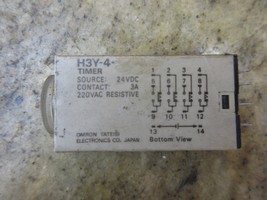 H3Y-4-
TIMER
SOURCE: 24VDC
CONTACT: 3A
220VAC RESISTIVE
1 2 3 4
5 6 7 8
9 10 11 12
13 14
Bottom View
OMRON TATEISI
ELECTRONICS CO. JAPAN